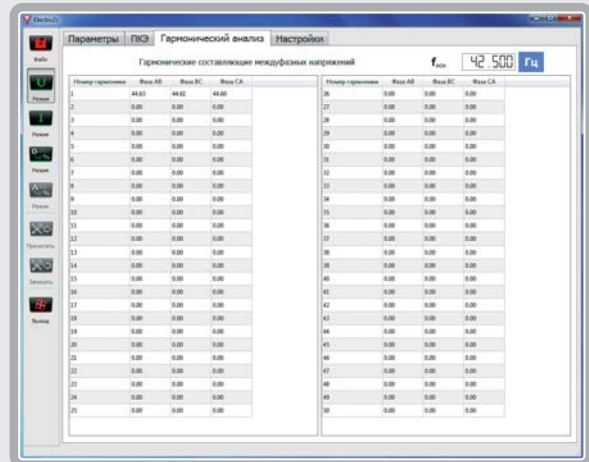 Electro2s
Параметры ПКЭ Гармонический анализ Настройки
Файл
Режим
Режим
Режим
Режим
Прочитать
Записать
Выход
Гармонические составляющие междуфазных напряжений
fосн 42.500 Гц
Номер гармоники Фаза AB Фаза BC Фаза CA
1 44.63 44.61 44.60
2 0.00 0.00 0.00
3 0.00 0.00 0.00
4 0.00 0.00 0.00
5 0.00 0.00 0.00
6 0.00 0.00 0.00
7 0.00 0.00 0.00
8 0.00 0.00 0.00
9 0.00 0.00 0.00
10 0.00 0.00 0.00
11 0.00 0.00 0.00
12 0.00 0.00 0.00
13 0.00 0.00 0.00
14 0.00 0.00 0.00
15 0.00 0.00 0.00
16 0.00 0.00 0.00
17 0.00 0.00 0.00
18 0.00 0.00 0.00
19 0.00 0.00 0.00
20 0.00 0.00 0.00
21 0.00 0.00 0.00
22 0.00 0.00 0.00
23 0.00 0.00 0.00
24 0.00 0.00 0.00
25 0.00 0.00 0.00
Номер гармоники Фаза AB Фаза BC Фаза CA
26 0.00 0.00 0.00
27 0.00 0.00 0.00
28 0.00 0.00 0.00
29 0.00 0.00 0.00
30 0.00 0.00 0.00
31 0.00 0.00 0.00
32 0.00 0.00 0.00
33 0.00 0.00 0.00
34 0.00 0.00 0.00
35 0.00 0.00 0.00
36 0.00 0.00 0.00
37 0.00 0.00 0.00
38 0.00 0.00 0.00
39 0.00 0.00 0.00
40 0.00 0.00 0.00
41 0.00 0.00 0.00
42 0.00 0.00 0.00
43 0.00 0.00 0.00
44 0.00 0.00 0.00
45 0.00 0.00 0.00
46 0.00 0.00 0.00
47 0.00 0.00 0.00
48 0.00 0.00 0.00
49 0.00 0.00 0.00
50 0.00 0.00 0.00